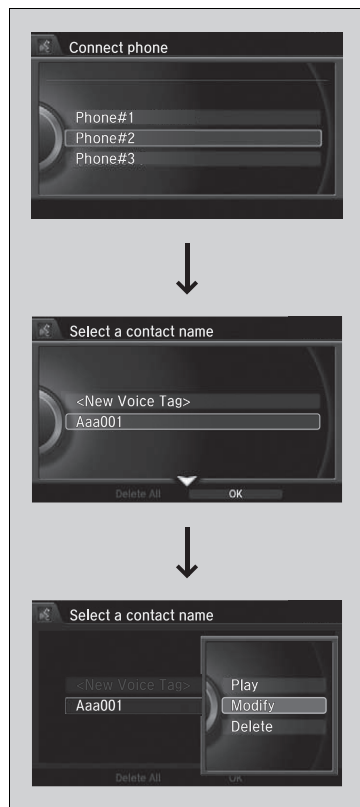 Connect phone
Phone#1
Phone#2
Phone#3
Select a contact name
<New Voice Tag>
Aaa001
Delete All OK
Select a contact name
<New Voice Tag>
Aaa001
Play
Modify
Delete
Delete All OK